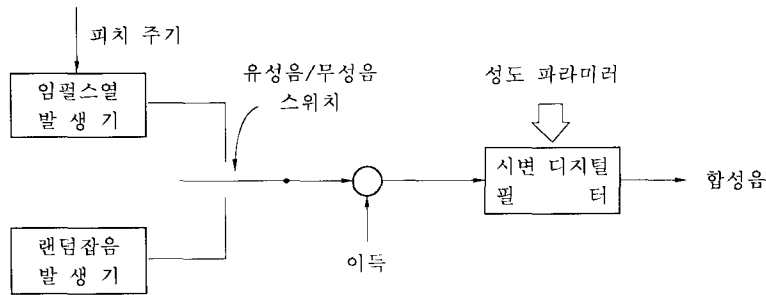 피치 주기
임펄스열
발 생 기
유성음/무성음
스위치
성도 파라미러
시변 디지털
필 터
합성음
랜덤잡음
발 생 기
이득